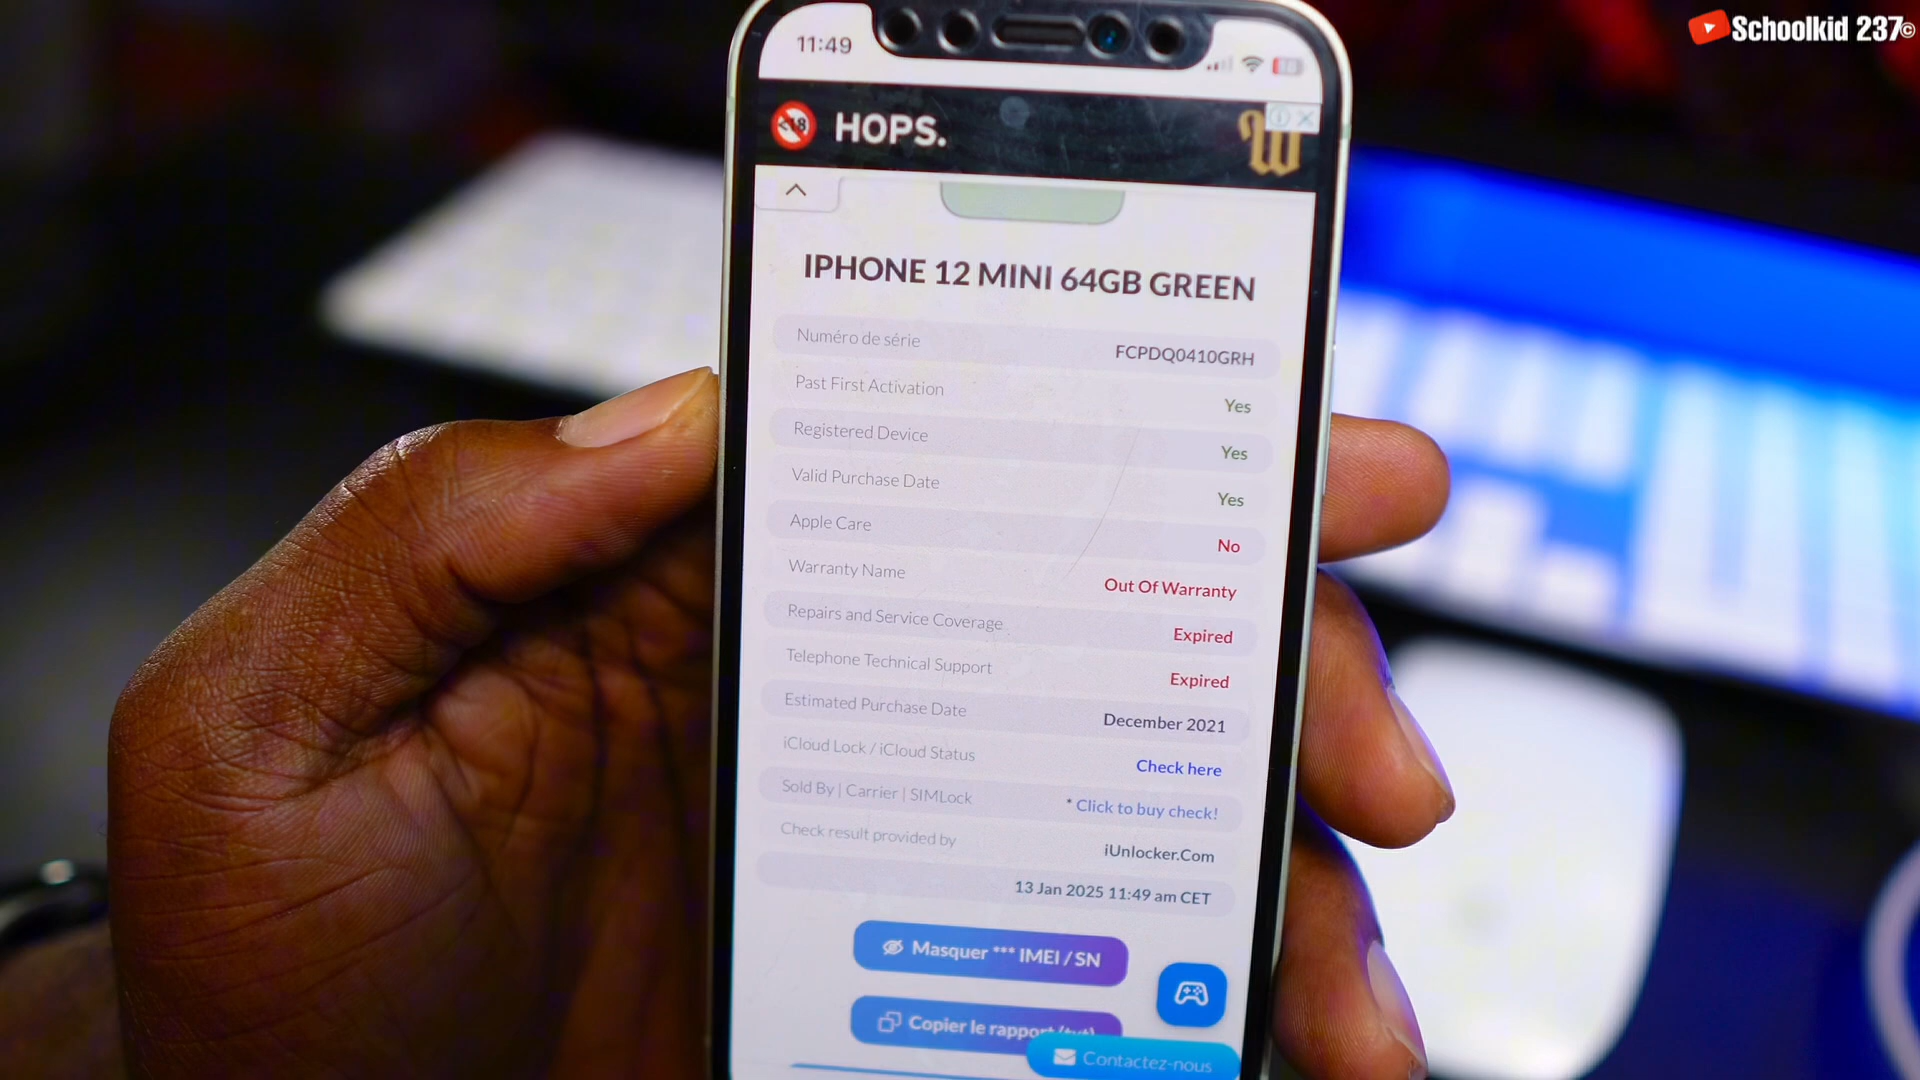 Schoolkid 237©
11:49
<18 HOPS.
W
IPHONE 12 MINI 64GB GREEN
Numéro de série FCPDQ0410GRH
Past First Activation Yes
Registered Device Yes
Valid Purchase Date Yes
Apple Care No
Warranty Name Out Of Warranty
Repairs and Service Coverage Expired
Telephone Technical Support Expired
Estimated Purchase Date December 2021
iCloud Lock / iCloud Status Check here
Sold By | Carrier | SIMLock * Click to buy check!
Check result provided by iUnlocker.Com
13 Jan 2025 11:49 am CET
Masquer *** IMEI / SN
Copier le rapport (txt)
Contactez-nous